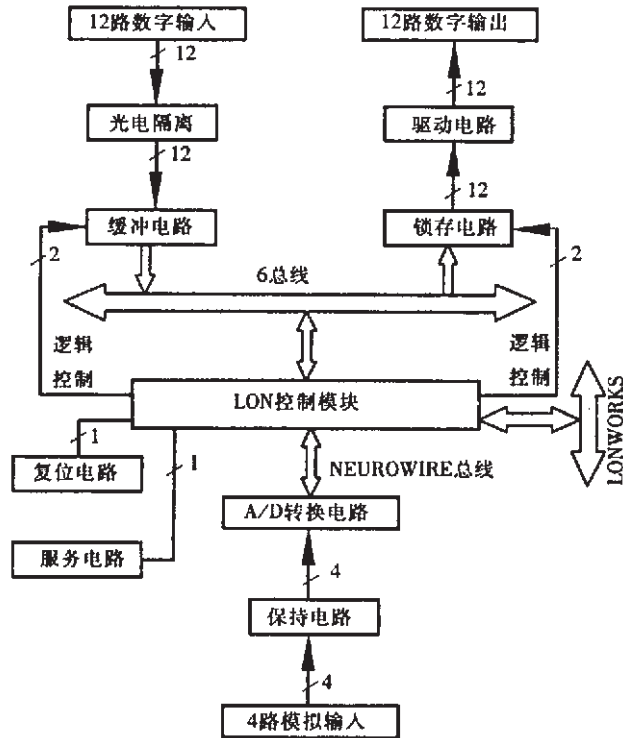 12路数字输入
12路数字输出
12
12
光电隔离
驱动电路
12
12
缓冲电路
锁存电路
2
2
6总线
逻辑
控制
逻辑
控制
LON控制模块
LONWORKS
1
1
复位电路
NEUROWIRE总线
A/D转换电路
服务电路
4
保持电路
4
4路模拟输入